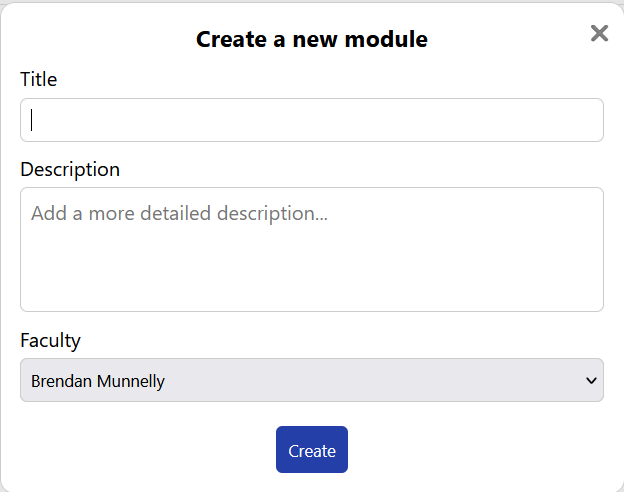 Create a new module
Title
Description
Add a more detailed description...
Faculty
Brendan Munnelly
Create